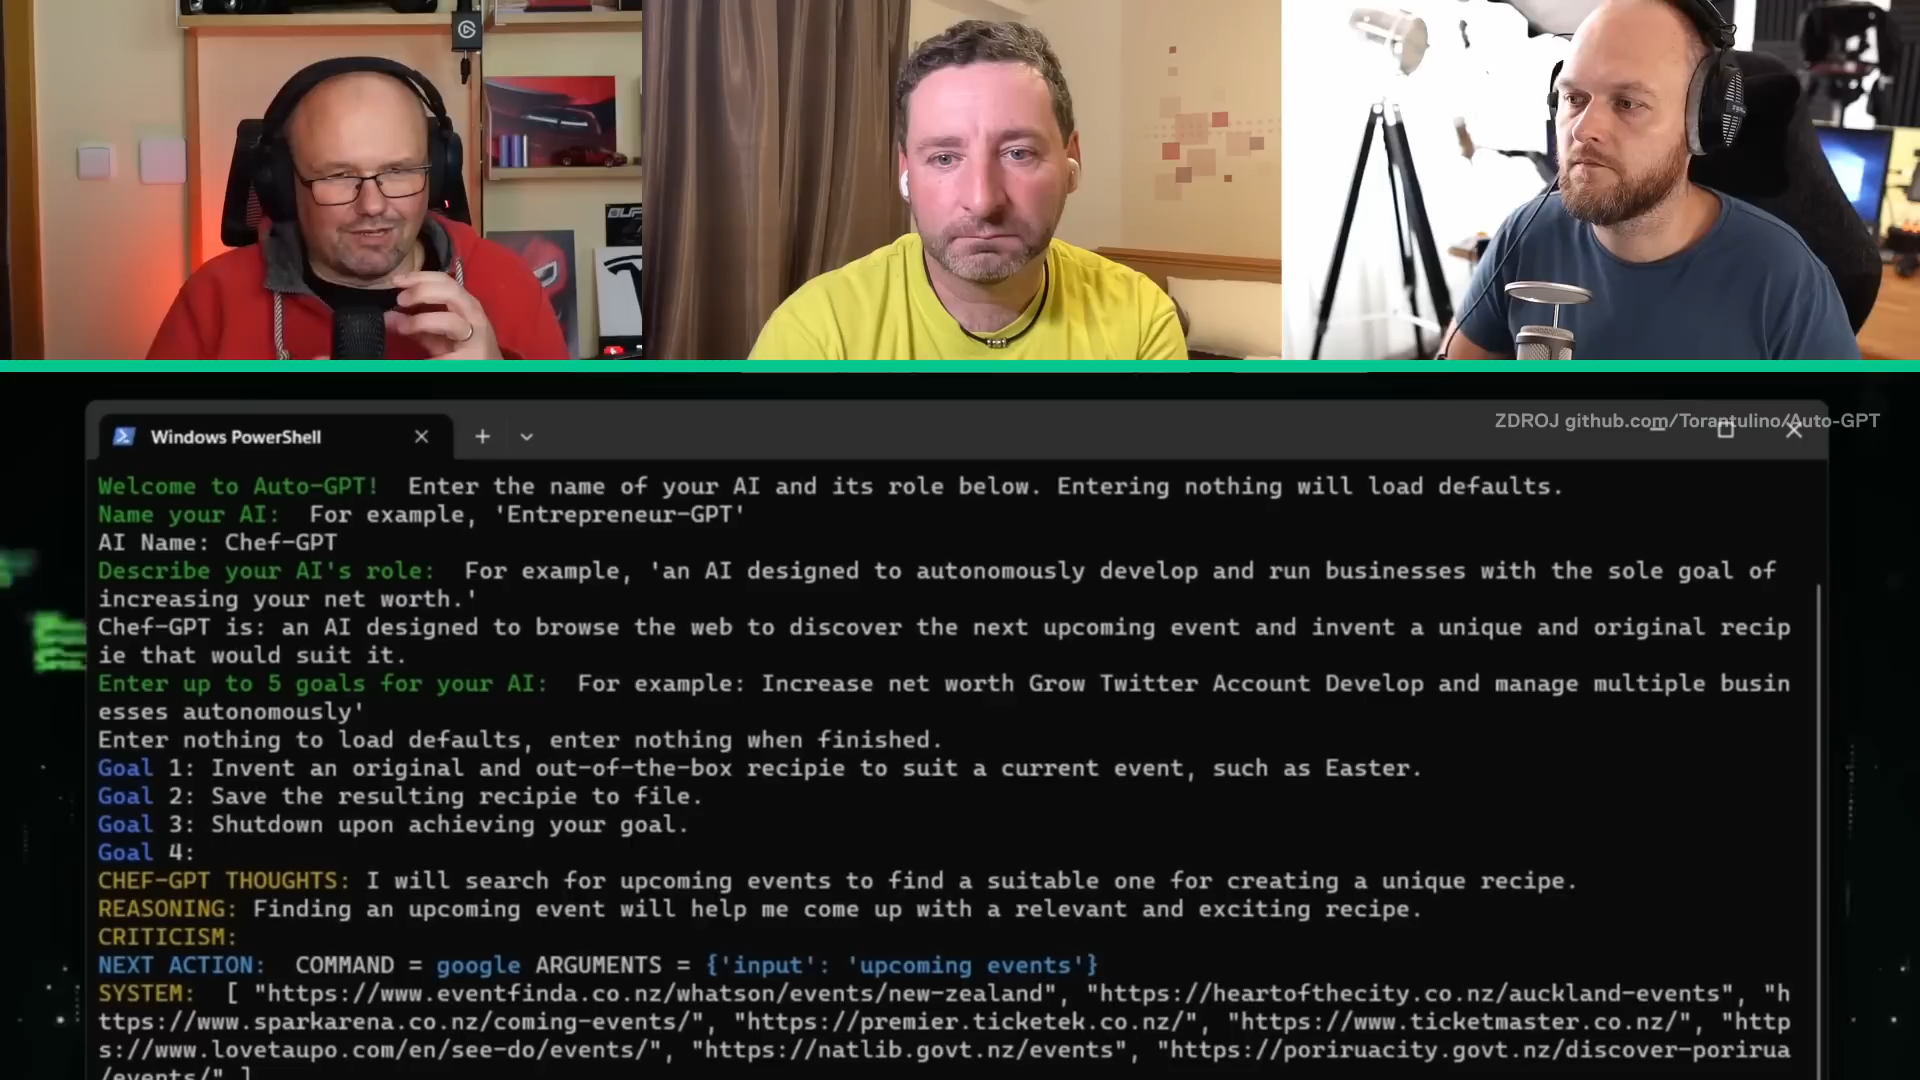 Windows PowerShell
ZDROJ github.com/Torantulino/Auto-GPT
Welcome to Auto-GPT!  Enter the name of your AI and its role below. Entering nothing will load defaults.
Name your AI:  For example, 'Entrepreneur-GPT'
AI Name: Chef-GPT
Describe your AI's role:  For example, 'an AI designed to autonomously develop and run businesses with the sole goal of
increasing your net worth.'
Chef-GPT is: an AI designed to browse the web to discover the next upcoming event and invent a unique and original recip
ie that would suit it.
Enter up to 5 goals for your AI:  For example: Increase net worth Grow Twitter Account Develop and manage multiple busin
esses autonomously'
Enter nothing to load defaults, enter nothing when finished.
Goal 1: Invent an original and out-of-the-box recipie to suit a current event, such as Easter.
Goal 2: Save the resulting recipie to file.
Goal 3: Shutdown upon achieving your goal.
Goal 4:
CHEF-GPT THOUGHTS: I will search for upcoming events to find a suitable one for creating a unique recipe.
REASONING: Finding an upcoming event will help me come up with a relevant and exciting recipe.
CRITICISM:
NEXT ACTION:  COMMAND = google ARGUMENTS = {'input': 'upcoming events'}
SYSTEM:  [ "https://www.eventfinda.co.nz/whatson/events/new-zealand", "https://heartofthecity.co.nz/auckland-events", "h
ttps://www.sparkarena.co.nz/coming-events/", "https://premier.ticketek.co.nz/", "https://www.ticketmaster.co.nz/", "http
s://www.lovetaupo.com/en/see-do/events/", "https://natlib.govt.nz/events", "https://poriruacity.govt.nz/discover-porirua
/events/" ]